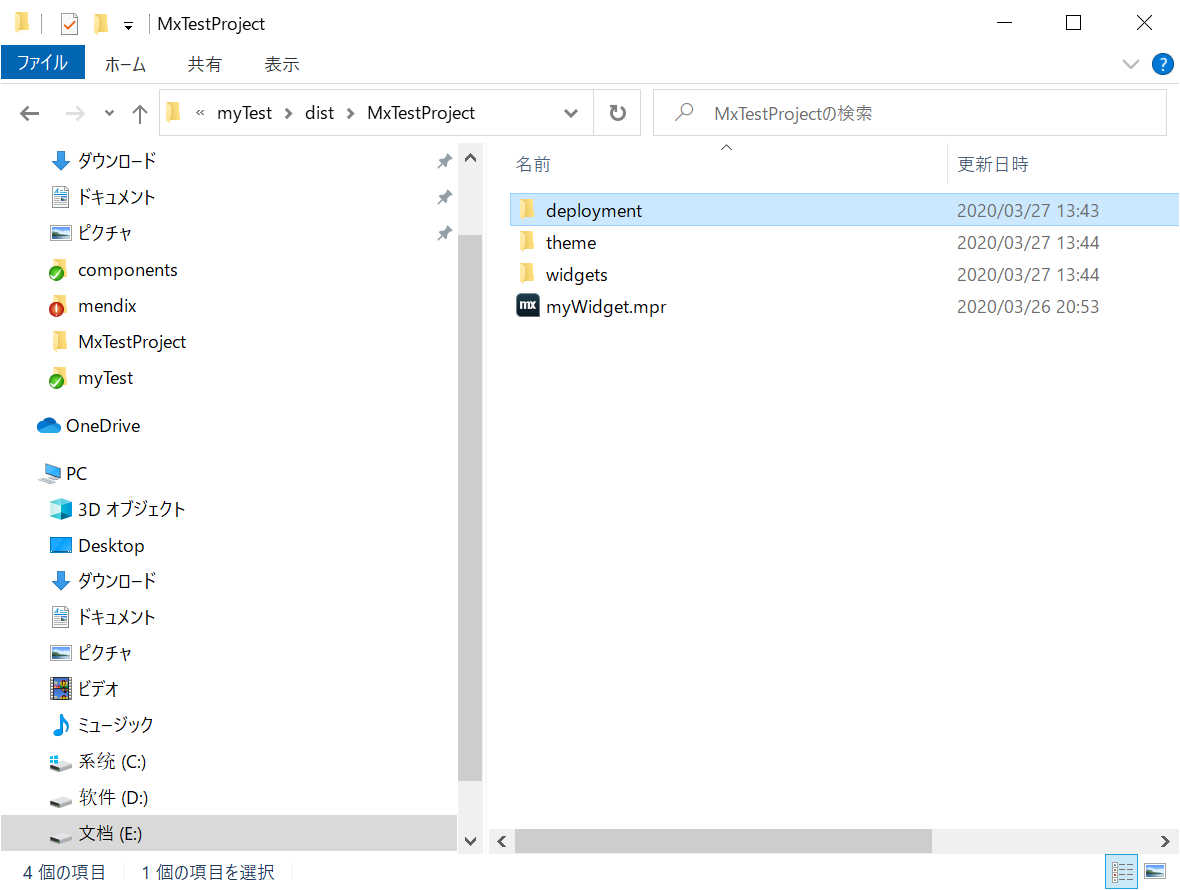 MxTestProject
ファイル ホーム 共有 表示
« myTest > dist > MxTestProject
MxTestProjectの検索
ダウンロード
ドキュメント
ピクチャ
components
mendix
MxTestProject
myTest
OneDrive
PC
3D オブジェクト
Desktop
ダウンロード
ドキュメント
ピクチャ
ビデオ
ミュージック
系统 (C:)
软件 (D:)
文档 (E:)
名前 更新日時
deployment 2020/03/27 13:43
theme 2020/03/27 13:44
widgets 2020/03/27 13:44
mx myWidget.mpr 2020/03/26 20:53
4 個の項目 1 個の項目を選択